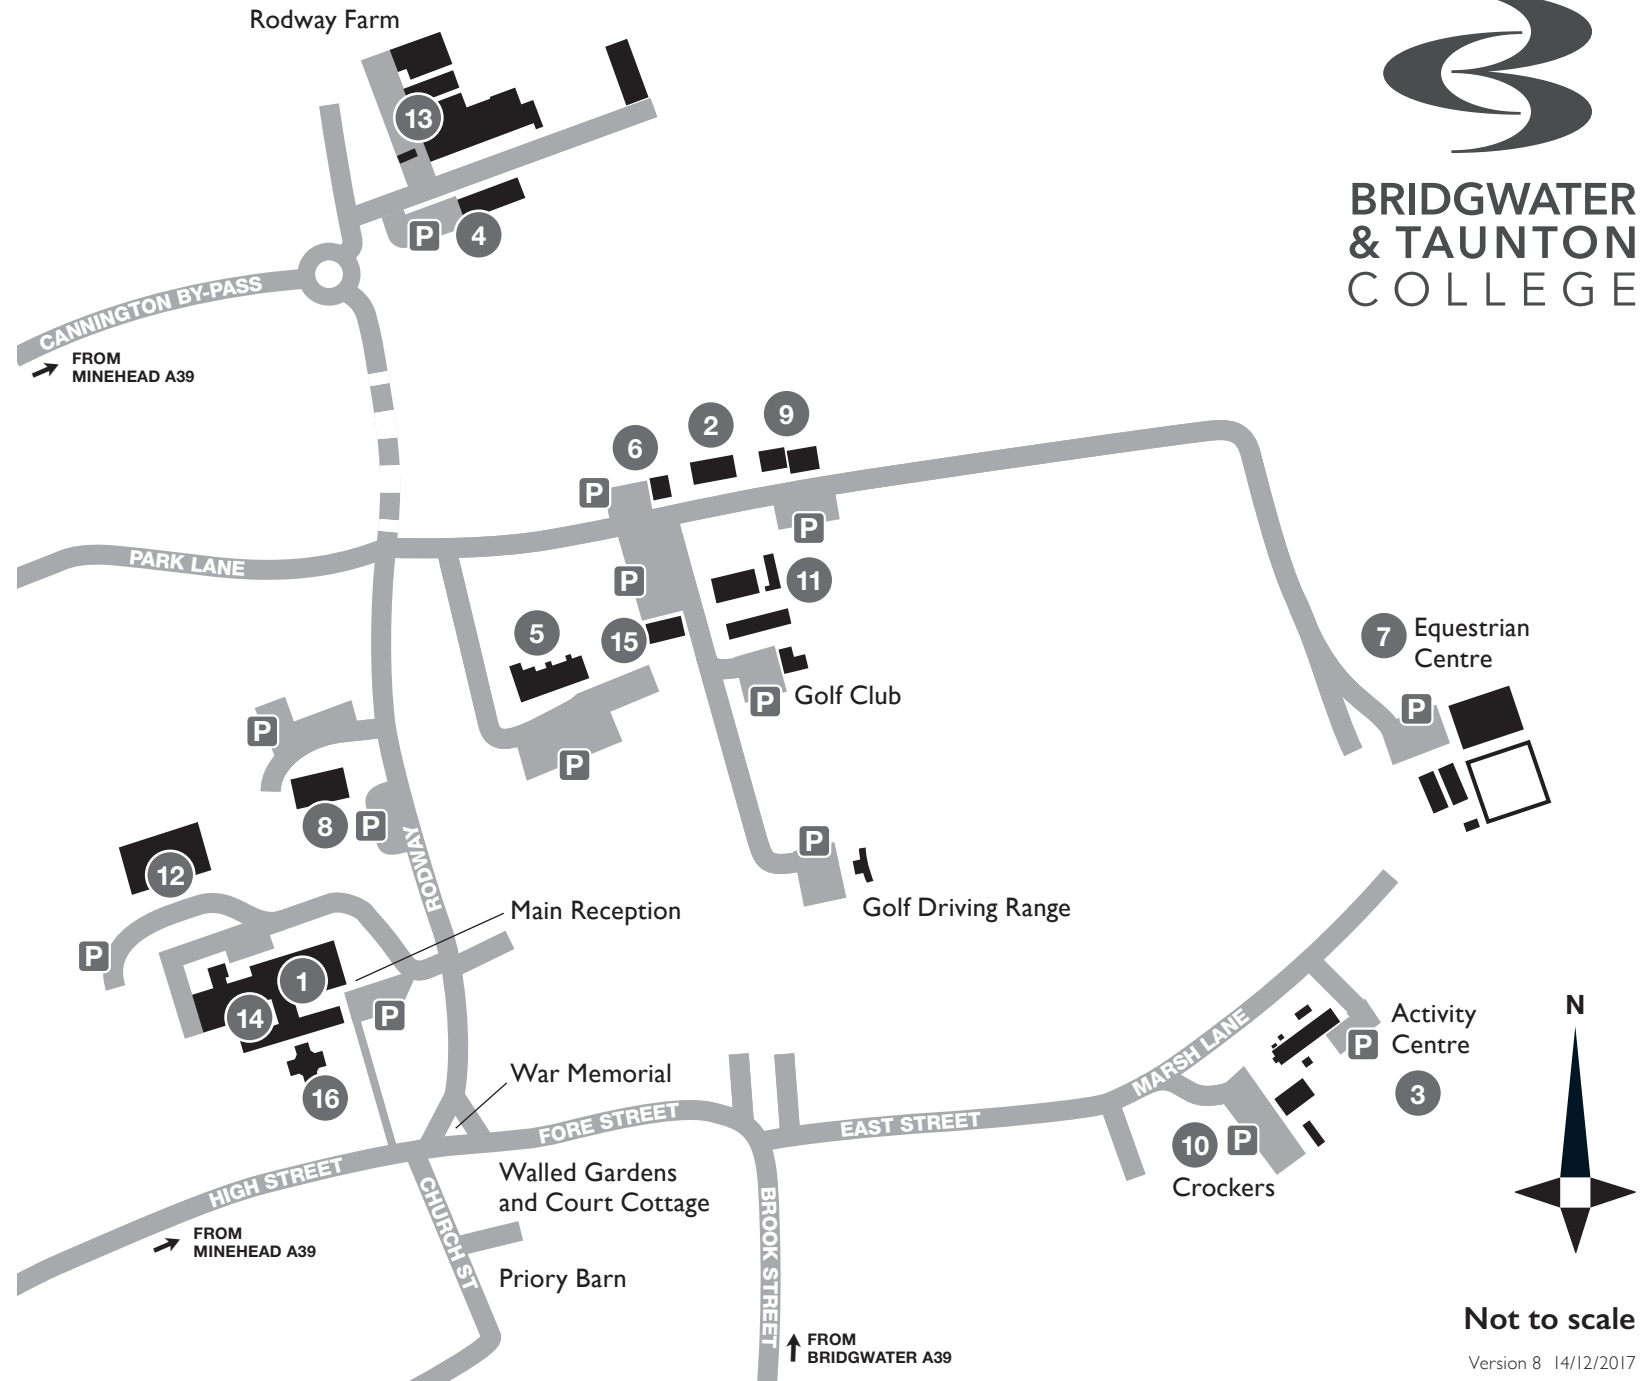 Rodway Farm
13
P
4
BRIDGWATER
& TAUNTON
COLLEGE
CANNINGTON BY-PASS
FROM
MINEHEAD A39
6
2
9
P
P
PARK LANE
P
11
5
15
7
Equestrian
Centre
P
Golf Club
P
P
P
8
P
RODWAY
P
12
Golf Driving Range
Main Reception
P
1
14
P
16
N
Activity
Centre
P
3
MARSH LANE
War Memorial
FORE STREET
EAST STREET
10
P
Crockers
HIGH STREET
Walled Gardens
and Court Cottage
CHURCH ST
BROOK STREET
FROM
MINEHEAD A39
Priory Barn
FROM
BRIDGWATER A39
Not to scale
Version 8 14/12/2017